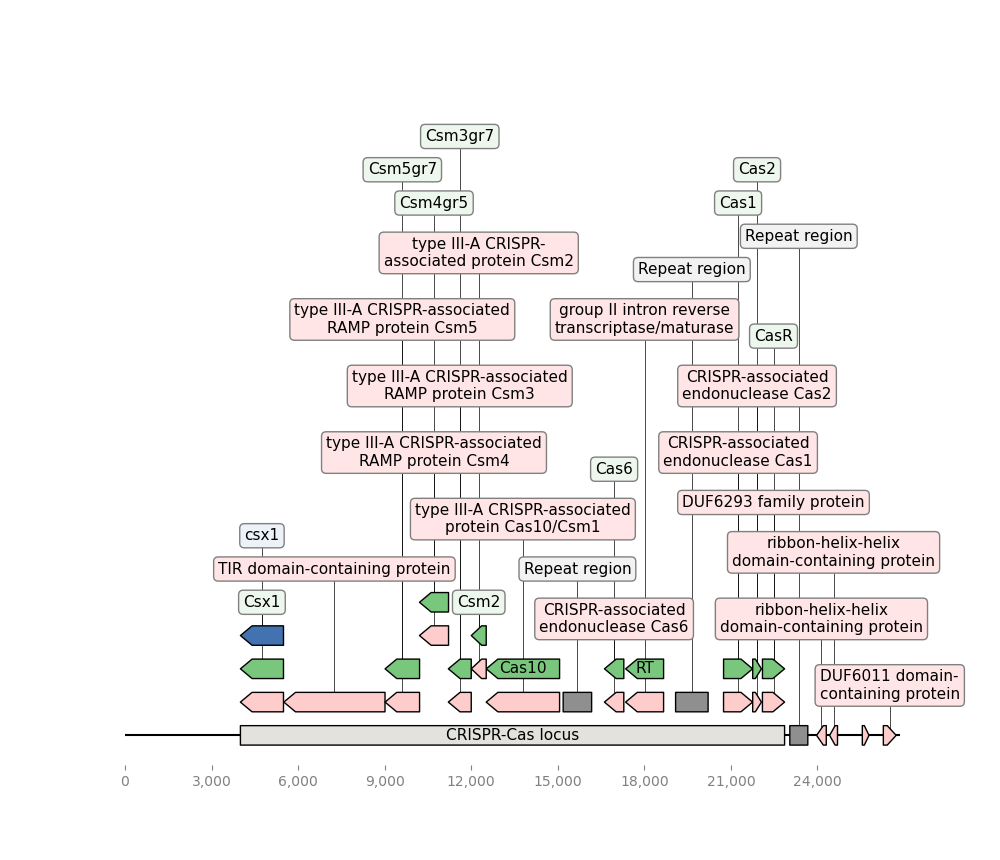 Csm3gr7
Csm5gr7
Cas2
Csm4gr5
Cas1
Repeat region
type III-A CRISPR-
associated protein Csm2
Repeat region
type III-A CRISPR-associated
RAMP protein Csm5
group II intron reverse
transcriptase/maturase
CasR
type III-A CRISPR-associated
RAMP protein Csm3
CRISPR-associated
endonuclease Cas2
type III-A CRISPR-associated
RAMP protein Csm4
CRISPR-associated
endonuclease Cas1
Cas6
DUF6293 family protein
type III-A CRISPR-associated
protein Cas10/Csm1
csx1
ribbon-helix-helix
domain-containing protein
TIR domain-containing protein
Repeat region
Csx1
Csm2
CRISPR-associated
endonuclease Cas6
ribbon-helix-helix
domain-containing protein
Cas10
RT
DUF6011 domain-
containing protein
CRISPR-Cas locus
0 3,000 6,000 9,000 12,000 15,000 18,000 21,000 24,000